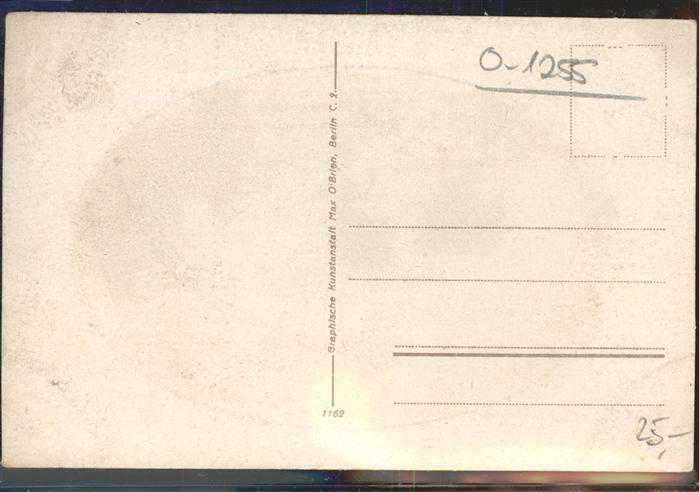 O-1255
Graphische Kunstanstalt Max O'Brien, Berlin C. 2.
1162
25,-